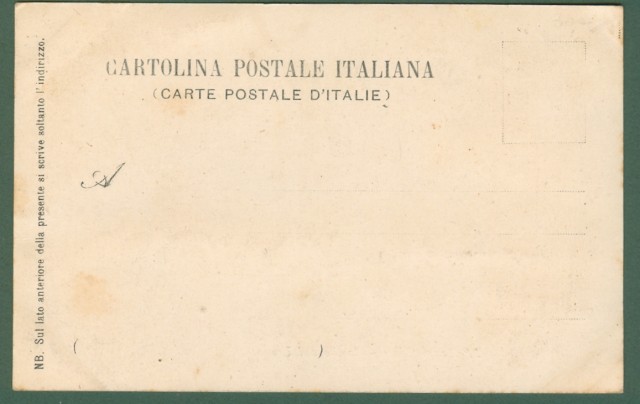 CARTOLINA POSTALE ITALIANA
(CARTE POSTALE D'ITALIE)
A
( )
NB. Sul lato anteriore della presente si scrive soltanto l'indirizzo.